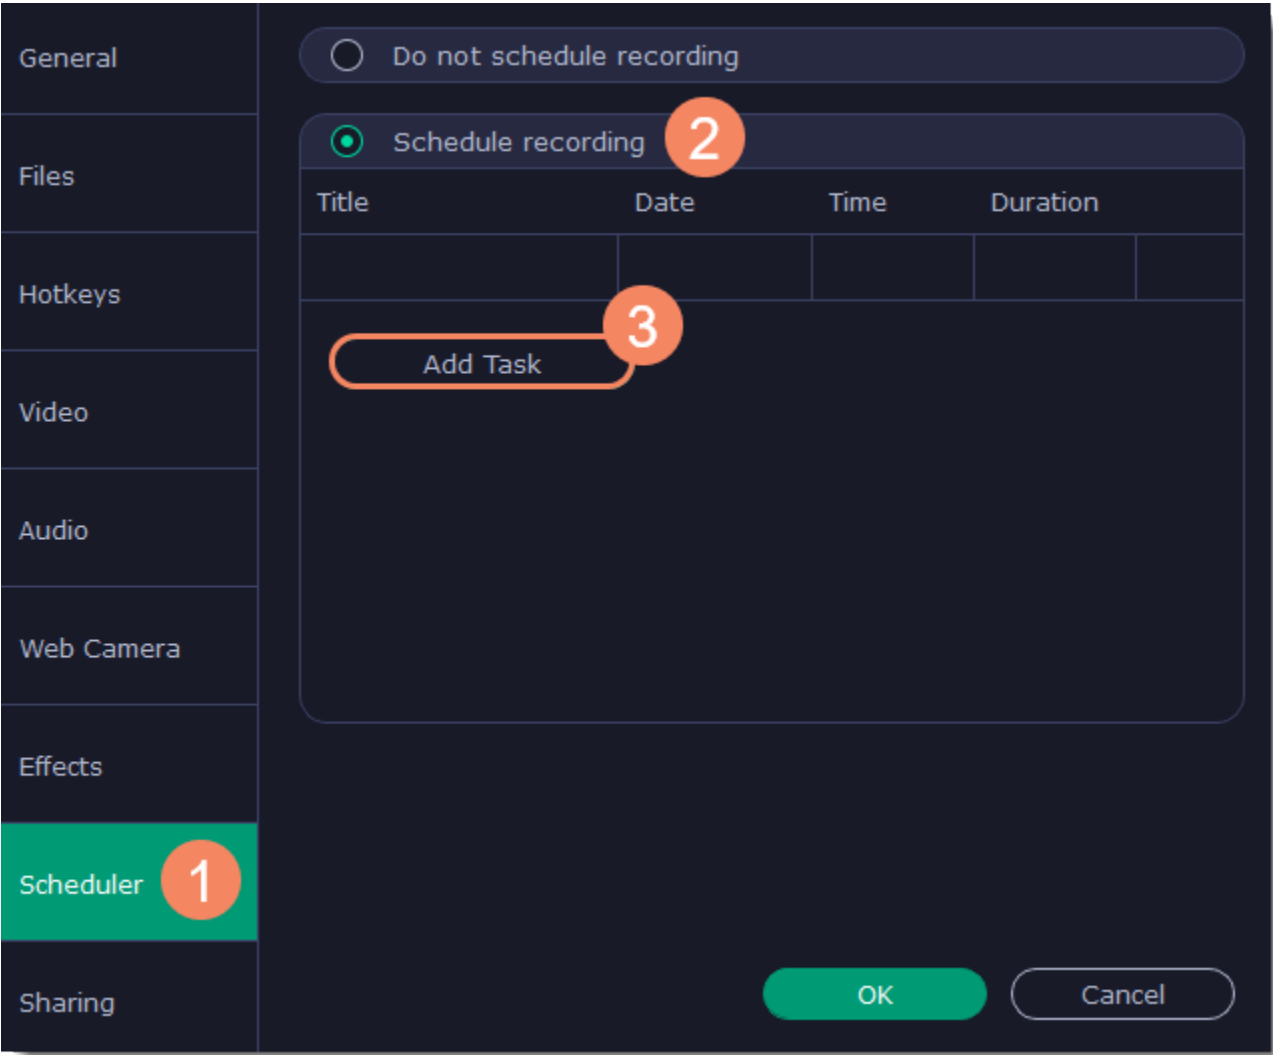 General
Files
Hotkeys
Video
Audio
Web Camera
Effects
Scheduler 1
Sharing
Do not schedule recording
Schedule recording 2
Title Date Time Duration
3
Add Task
OK Cancel